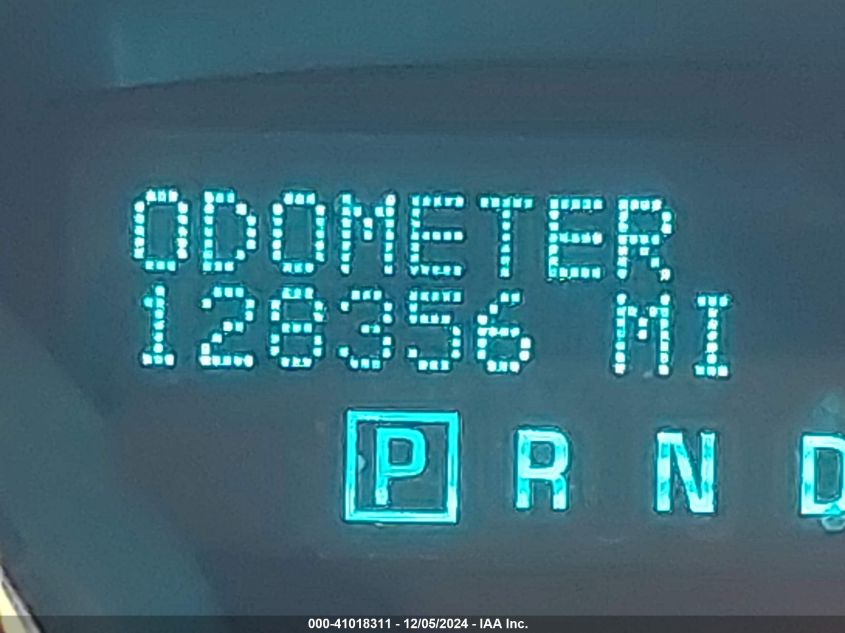 ODOMETER
128356 MI
P R N D
000-41018311 - 12/05/2024 - IAA Inc.